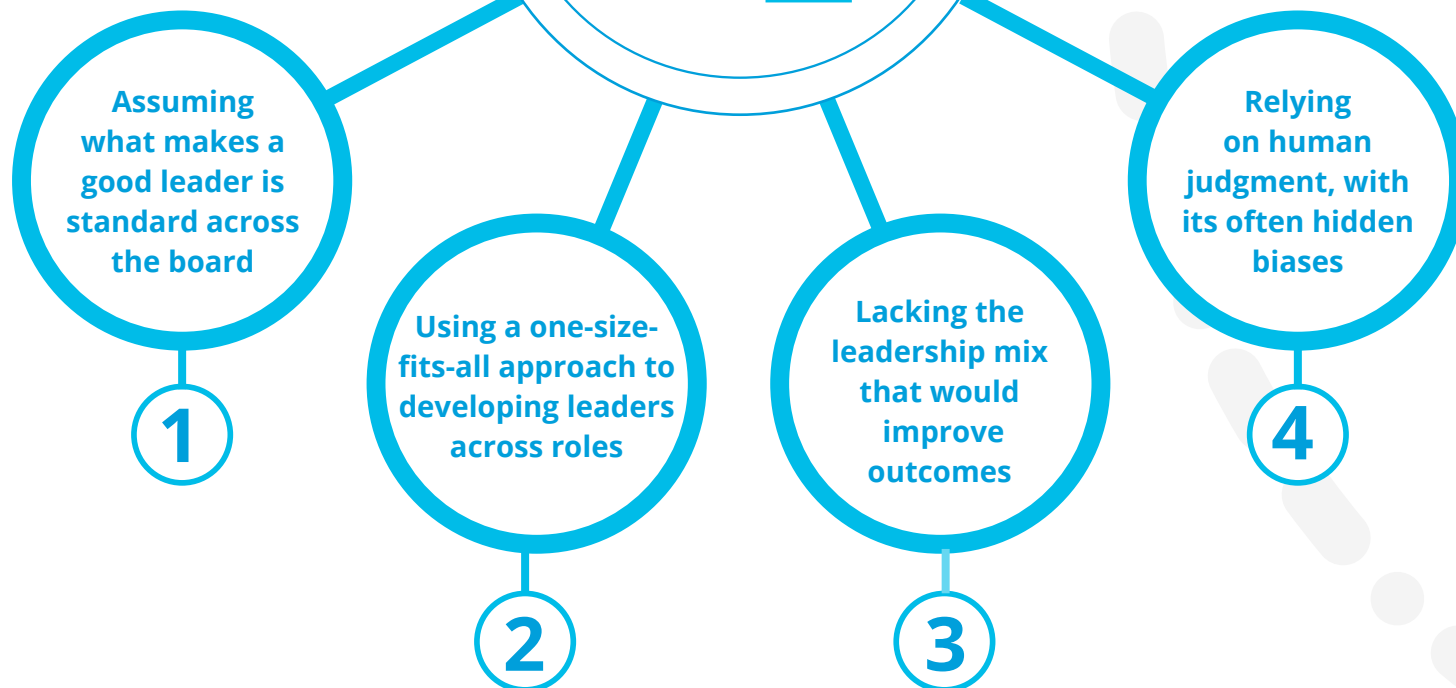 Assuming
what makes a
good leader is
standard across
the board
1
Using a one-size-
fits-all approach to
developing leaders
across roles
2
Lacking the
leadership mix
that would
improve
outcomes
3
Relying
on human
judgment, with
its often hidden
biases
4